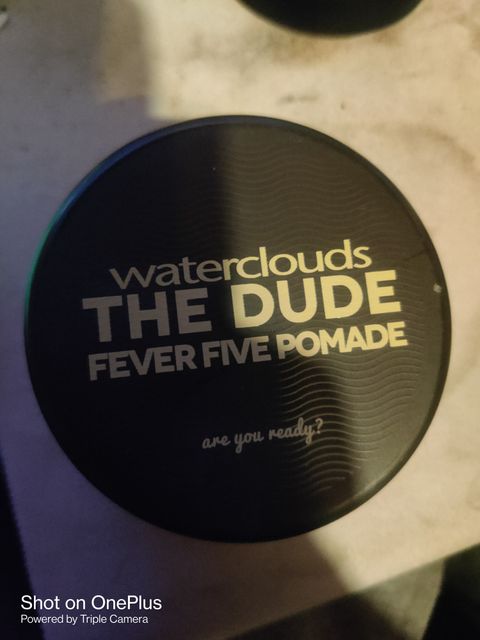 waterclouds
THE DUDE
FEVER FIVE POMADE
are you ready?
Shot on OnePlus
Powered by Triple Camera